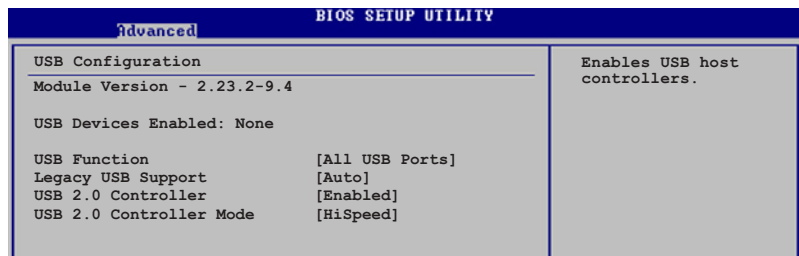 BIOS SETUP UTILITY
Advanced
USB Configuration
Module Version - 2.23.2-9.4
USB Devices Enabled: None
USB Function [All USB Ports]
Legacy USB Support [Auto]
USB 2.0 Controller [Enabled]
USB 2.0 Controller Mode [HiSpeed]
Enables USB host
controllers.